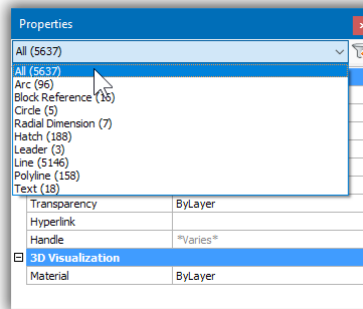 Properties
All (5637)
All (5637)
Arc (96)
Block Reference (16)
Circle (5)
Radial Dimension (7)
Hatch (188)
Leader (3)
Line (5146)
Polyline (158)
Text (18)
Transparency ByLayer
Hyperlink
Handle *Varies*
3D Visualization
Material ByLayer